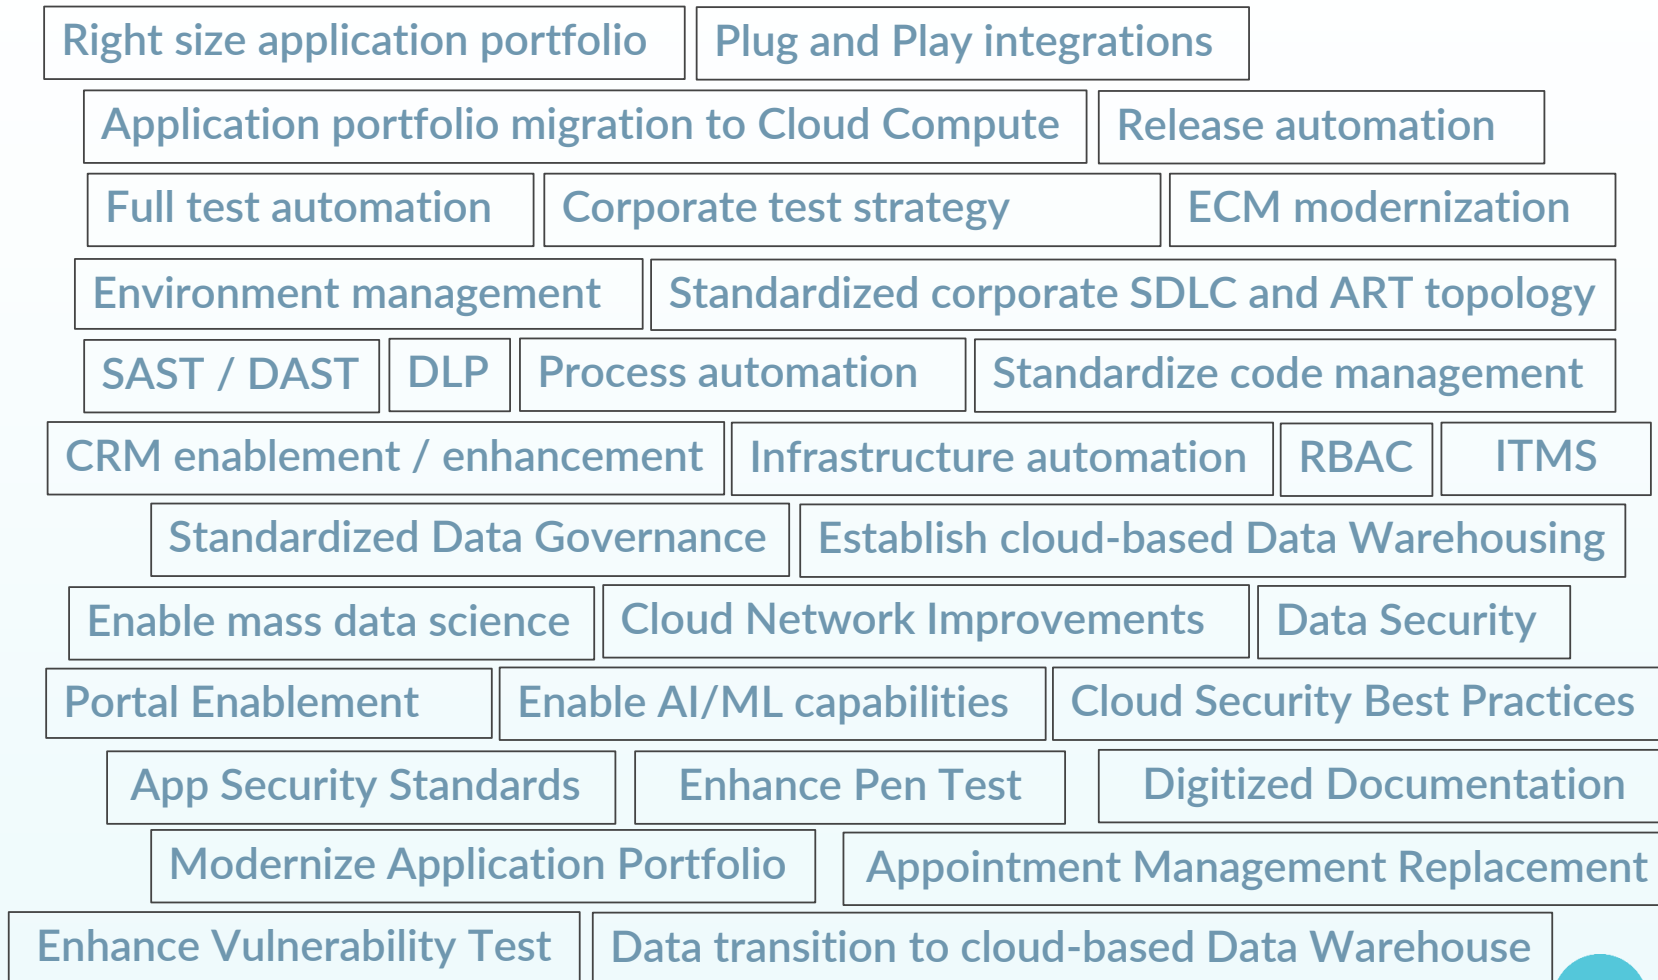 Right size application portfolio
Plug and Play integrations
Application portfolio migration to Cloud Compute
Release automation
Full test automation
Corporate test strategy
ECM modernization
Environment management
Standardized corporate SDLC and ART topology
SAST / DAST
DLP
Process automation
Standardize code management
CRM enablement / enhancement
Infrastructure automation
RBAC
ITMS
Standardized Data Governance
Establish cloud-based Data Warehousing
Enable mass data science
Cloud Network Improvements
Data Security
Portal Enablement
Enable AI/ML capabilities
Cloud Security Best Practices
App Security Standards
Enhance Pen Test
Digitized Documentation
Modernize Application Portfolio
Appointment Management Replacement
Enhance Vulnerability Test
Data transition to cloud-based Data Warehouse